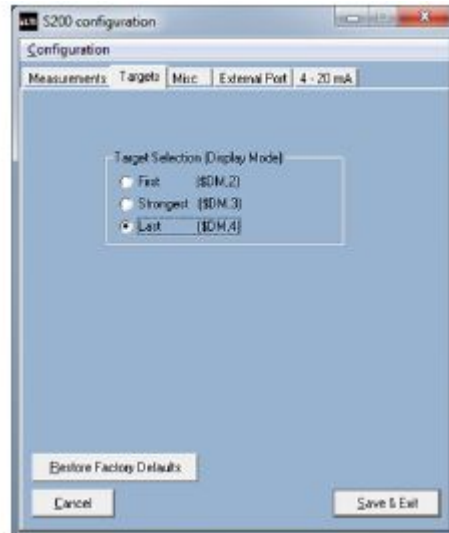 S200 configuration
Configuration
Measurements Targets Misc External Port 4 - 20 mA
Target Selection (Display Mode)
First ($DM,2)
Strongest ($DM,3)
Last ($DM,4)
Restore Factory Defaults
Cancel Save & Exit